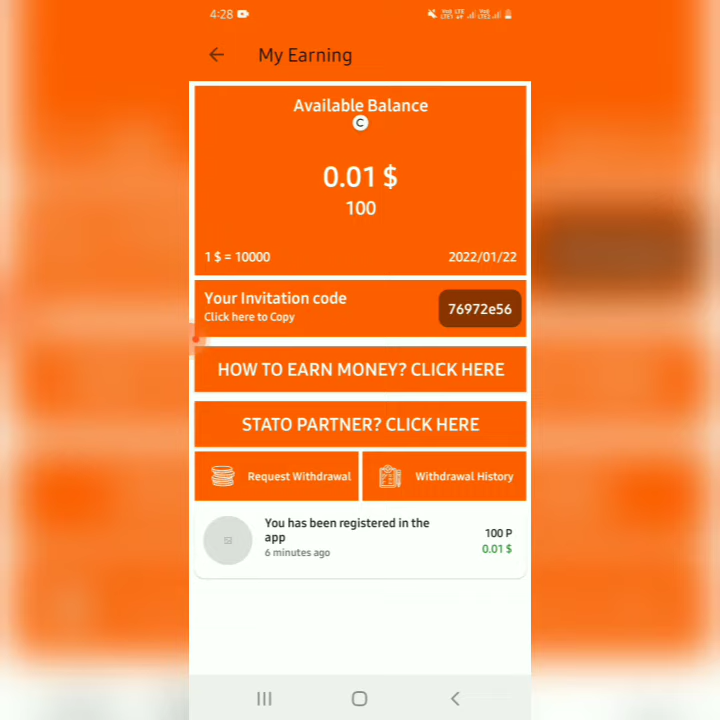 4:28
My Earning
Available Balance
C
0.01 $
100
1 $ = 10000
2022/01/22
Your Invitation code
Click here to Copy
76972e56
HOW TO EARN MONEY? CLICK HERE
STATO PARTNER? CLICK HERE
Request Withdrawal
Withdrawal History
You has been registered in the
app
6 minutes ago
100 P
0.01 $